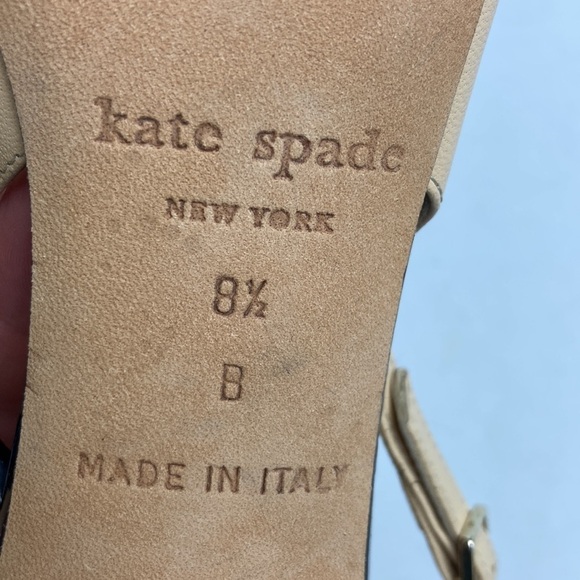 kate spade
NEW YORK
8½
B
MADE IN ITALY